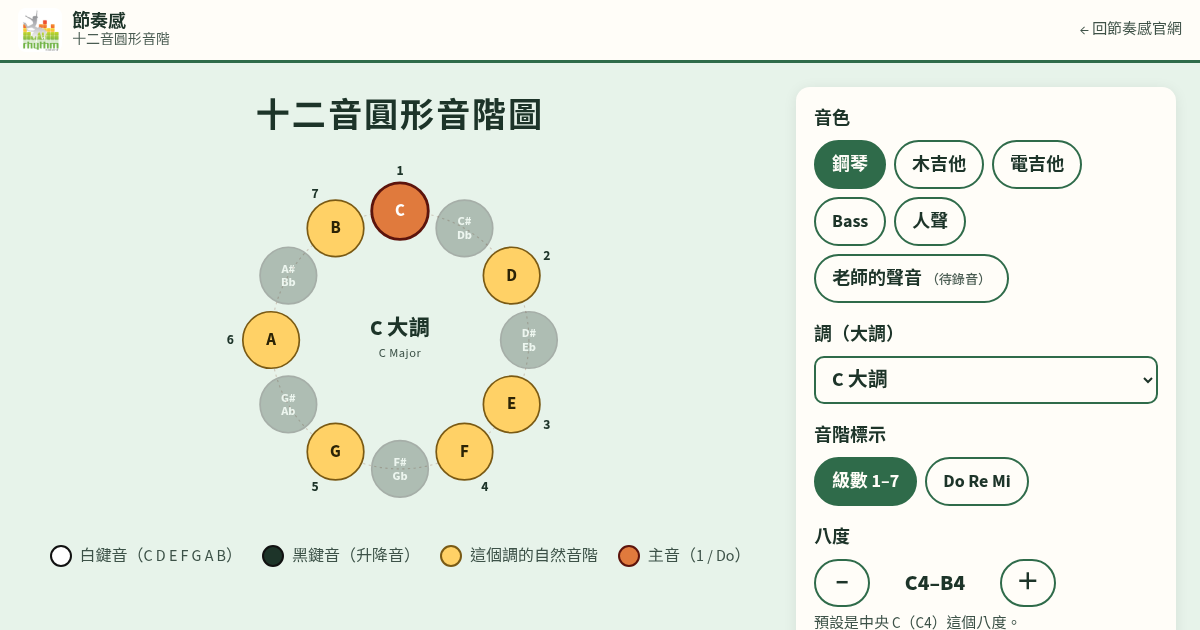 rhythm
節奏感
十二音圓形音階
← 回節奏感官網
十二音圓形音階圖
1
7
C
B
C#
Db
2
A#
Bb
D
6
A
C 大調
C Major
D#
Eb
G#
Ab
E
3
G
F
F#
Gb
5
4
白鍵音（C D E F G A B）
黑鍵音（升降音）
這個調的自然音階
主音（1 / Do）
音色
鋼琴
木吉他
電吉他
Bass
人聲
老師的聲音 （待錄音）
調（大調）
C 大調
音階標示
級數 1–7
Do Re Mi
八度
−
C4–B4
＋
預設是中央 C（C4）這個八度。